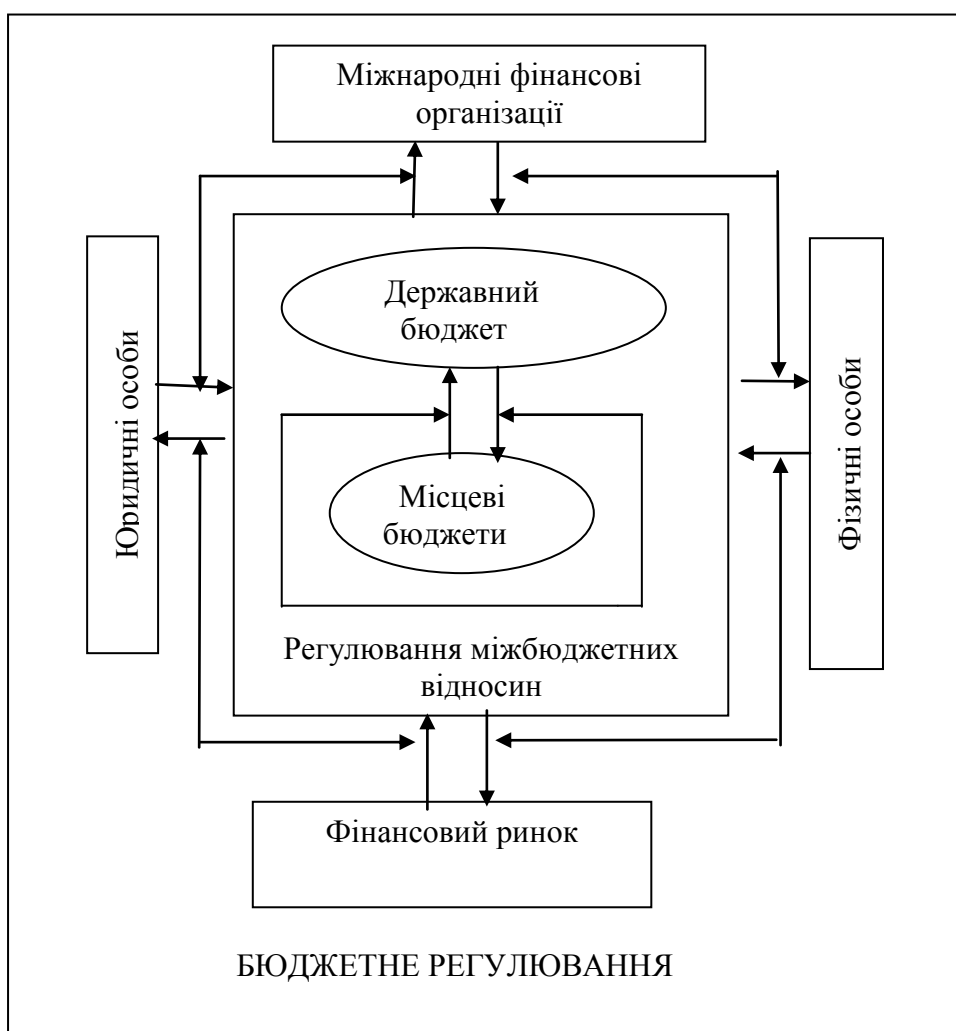 Міжнародні фінансові
організації
Державний
бюджет
Юридичні особи
Фізичні особи
Місцеві
бюджети
Регулювання міжбюджетних
відносин
Фінансовий ринок
БЮДЖЕТНЕ РЕГУЛЮВАННЯ